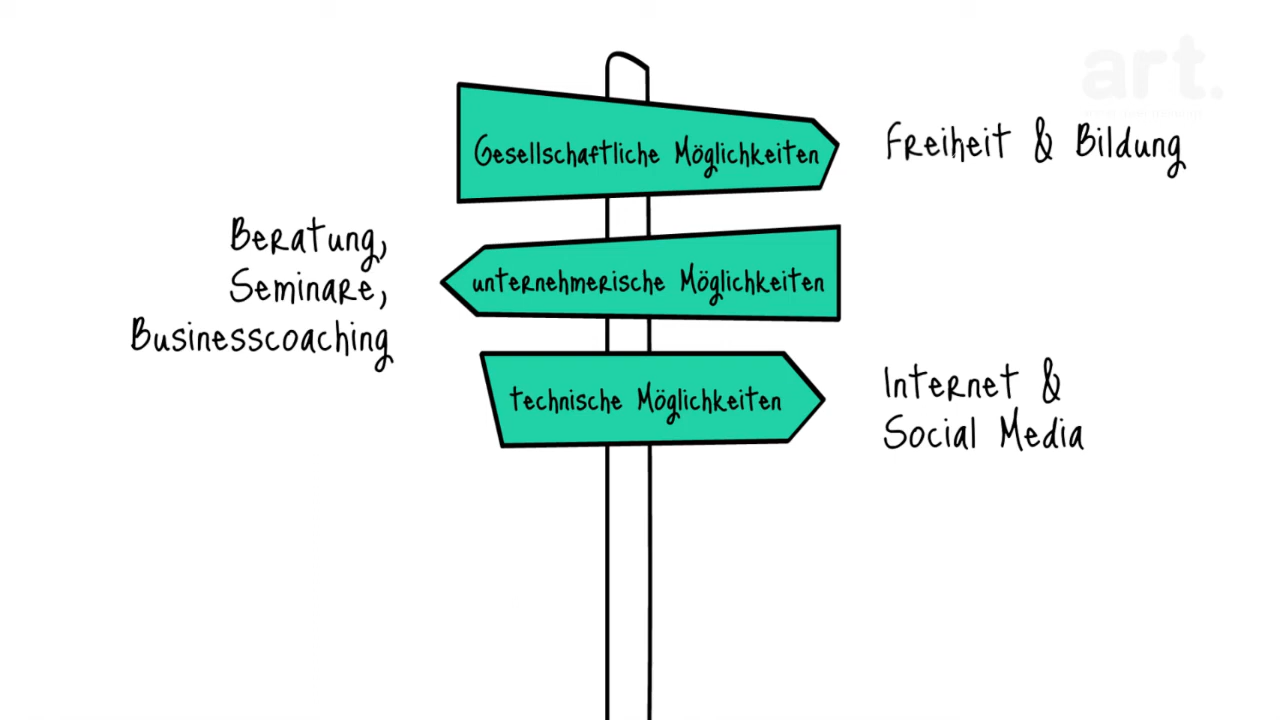 art.
Gesellschaftliche Möglichkeiten
Freiheit & Bildung
unternehmerische Möglichkeiten
Beratung,
Seminare,
Businesscoaching
technische Möglichkeiten
Internet &
Social Media